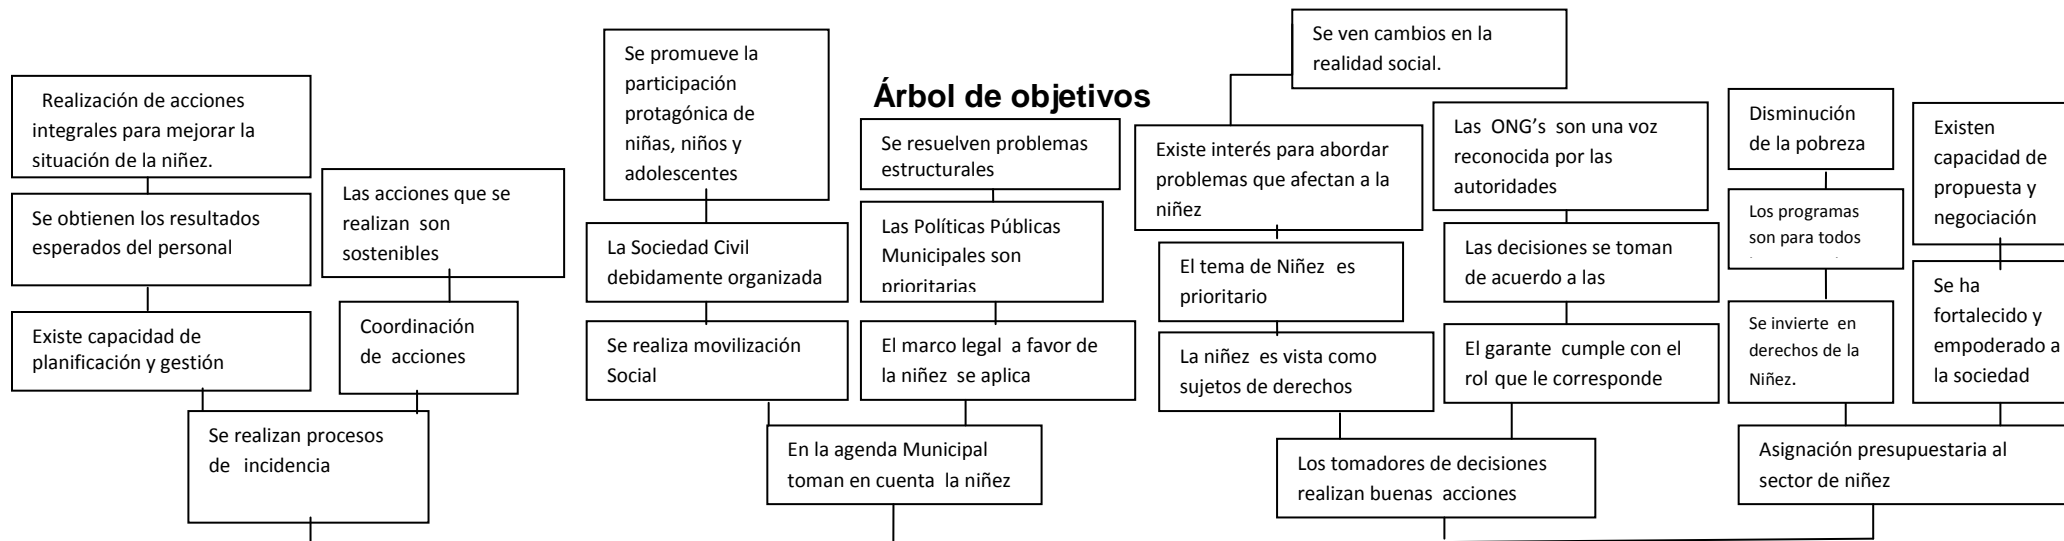 Árbol de objetivos
Realización de acciones
integrales para mejorar la
situación de la niñez.
Se obtienen los resultados
esperados del personal
Existe capacidad de
planificación y gestión
Las acciones que se
realizan son
sostenibles
Coordinación
de acciones
Se realizan procesos
de incidencia
Se promueve la
participación
protagónica de
niñas, niños y
adolescentes
La Sociedad Civil
debidamente organizada
Se realiza movilización
Social
Se resuelven problemas
estructurales
Las Políticas Públicas
Municipales son
prioritarias
El marco legal a favor de
la niñez se aplica
En la agenda Municipal
toman en cuenta la niñez
Se ven cambios en la
realidad social.
Existe interés para abordar
problemas que afectan a la
niñez
El tema de Niñez es
prioritario
La niñez es vista como
sujetos de derechos
Las ONG's son una voz
reconocida por las
autoridades
Las decisiones se toman
de acuerdo a las
El garante cumple con el
rol que le corresponde
Los tomadores de decisiones
realizan buenas acciones
Disminución
de la pobreza
Los programas
son para todos
Se invierte en
derechos de la
Niñez.
Existen
capacidad de
propuesta y
negociación
Se ha
fortalecido y
empoderado a
la sociedad
Asignación presupuestaria al
sector de niñez